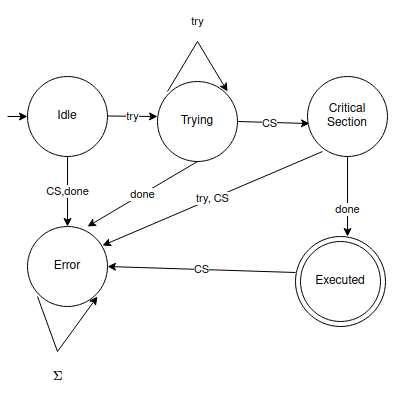 try
Idle
try
Trying
CS
Critical
Section
CS,done
done
try, CS
done
Error
CS
Executed
Σ